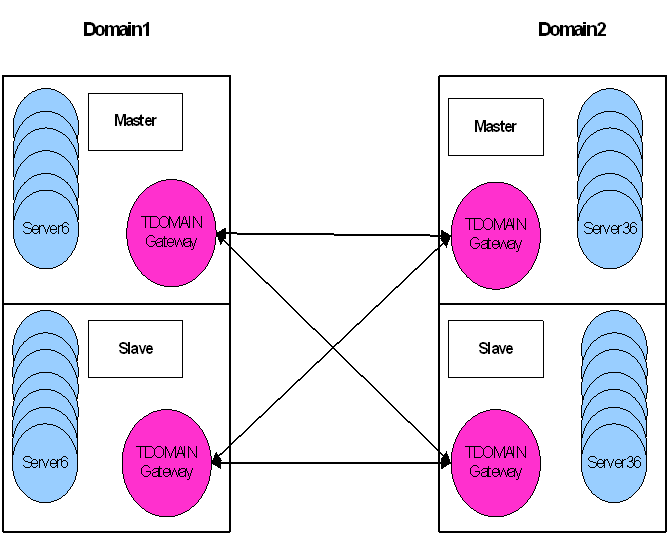 Domain1
Domain2
Master
TDOMAIN
Gateway
Server6
Master
TDOMAIN
Gateway
Server36
Slave
TDOMAIN
Gateway
Server6
Slave
TDOMAIN
Gateway
Server36